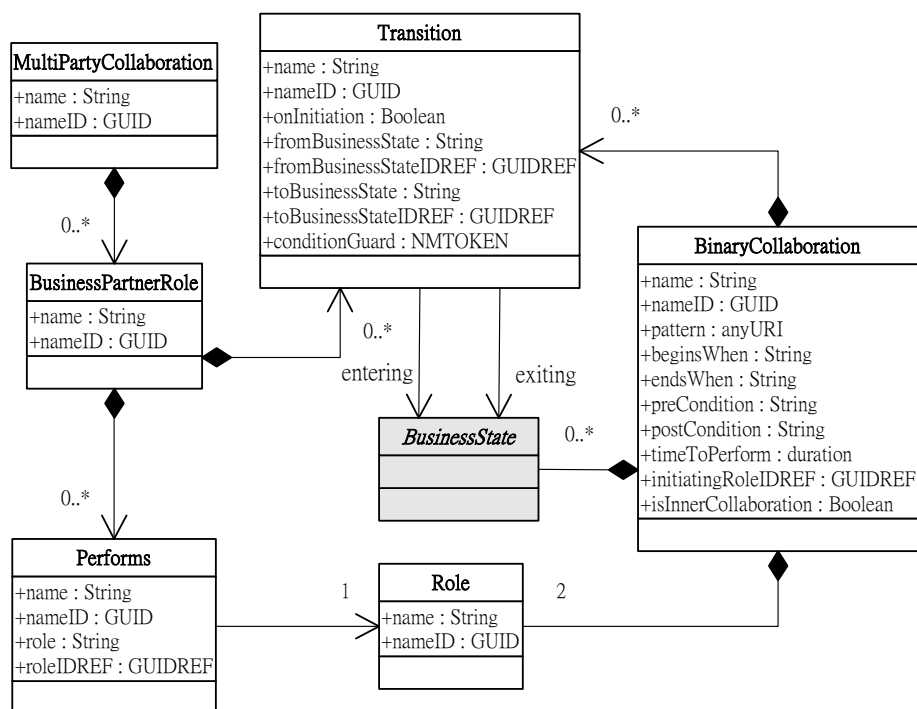 MultiPartyCollaboration
+name : String
+nameID : GUID
0..*
BusinessPartnerRole
+name : String
+nameID : GUID
0..*
Performs
+name : String
+nameID : GUID
+role : String
+roleIDREF : GUIDREF
Transition
+name : String
+nameID : GUID
+onInitiation : Boolean
+fromBusinessState : String
+fromBusinessStateIDREF : GUIDREF
+toBusinessState : String
+toBusinessStateIDREF : GUIDREF
+conditionGuard : NMTOKEN
0..*
0..*
entering
exiting
BusinessState
0..*
BinaryCollaboration
+name : String
+nameID : GUID
+pattern : anyURI
+beginsWhen : String
+endsWhen : String
+preCondition : String
+postCondition : String
+timeToPerform : duration
+initiatingRoleIDREF : GUIDREF
+isInnerCollaboration : Boolean
1
Role
+name : String
+nameID : GUID
2